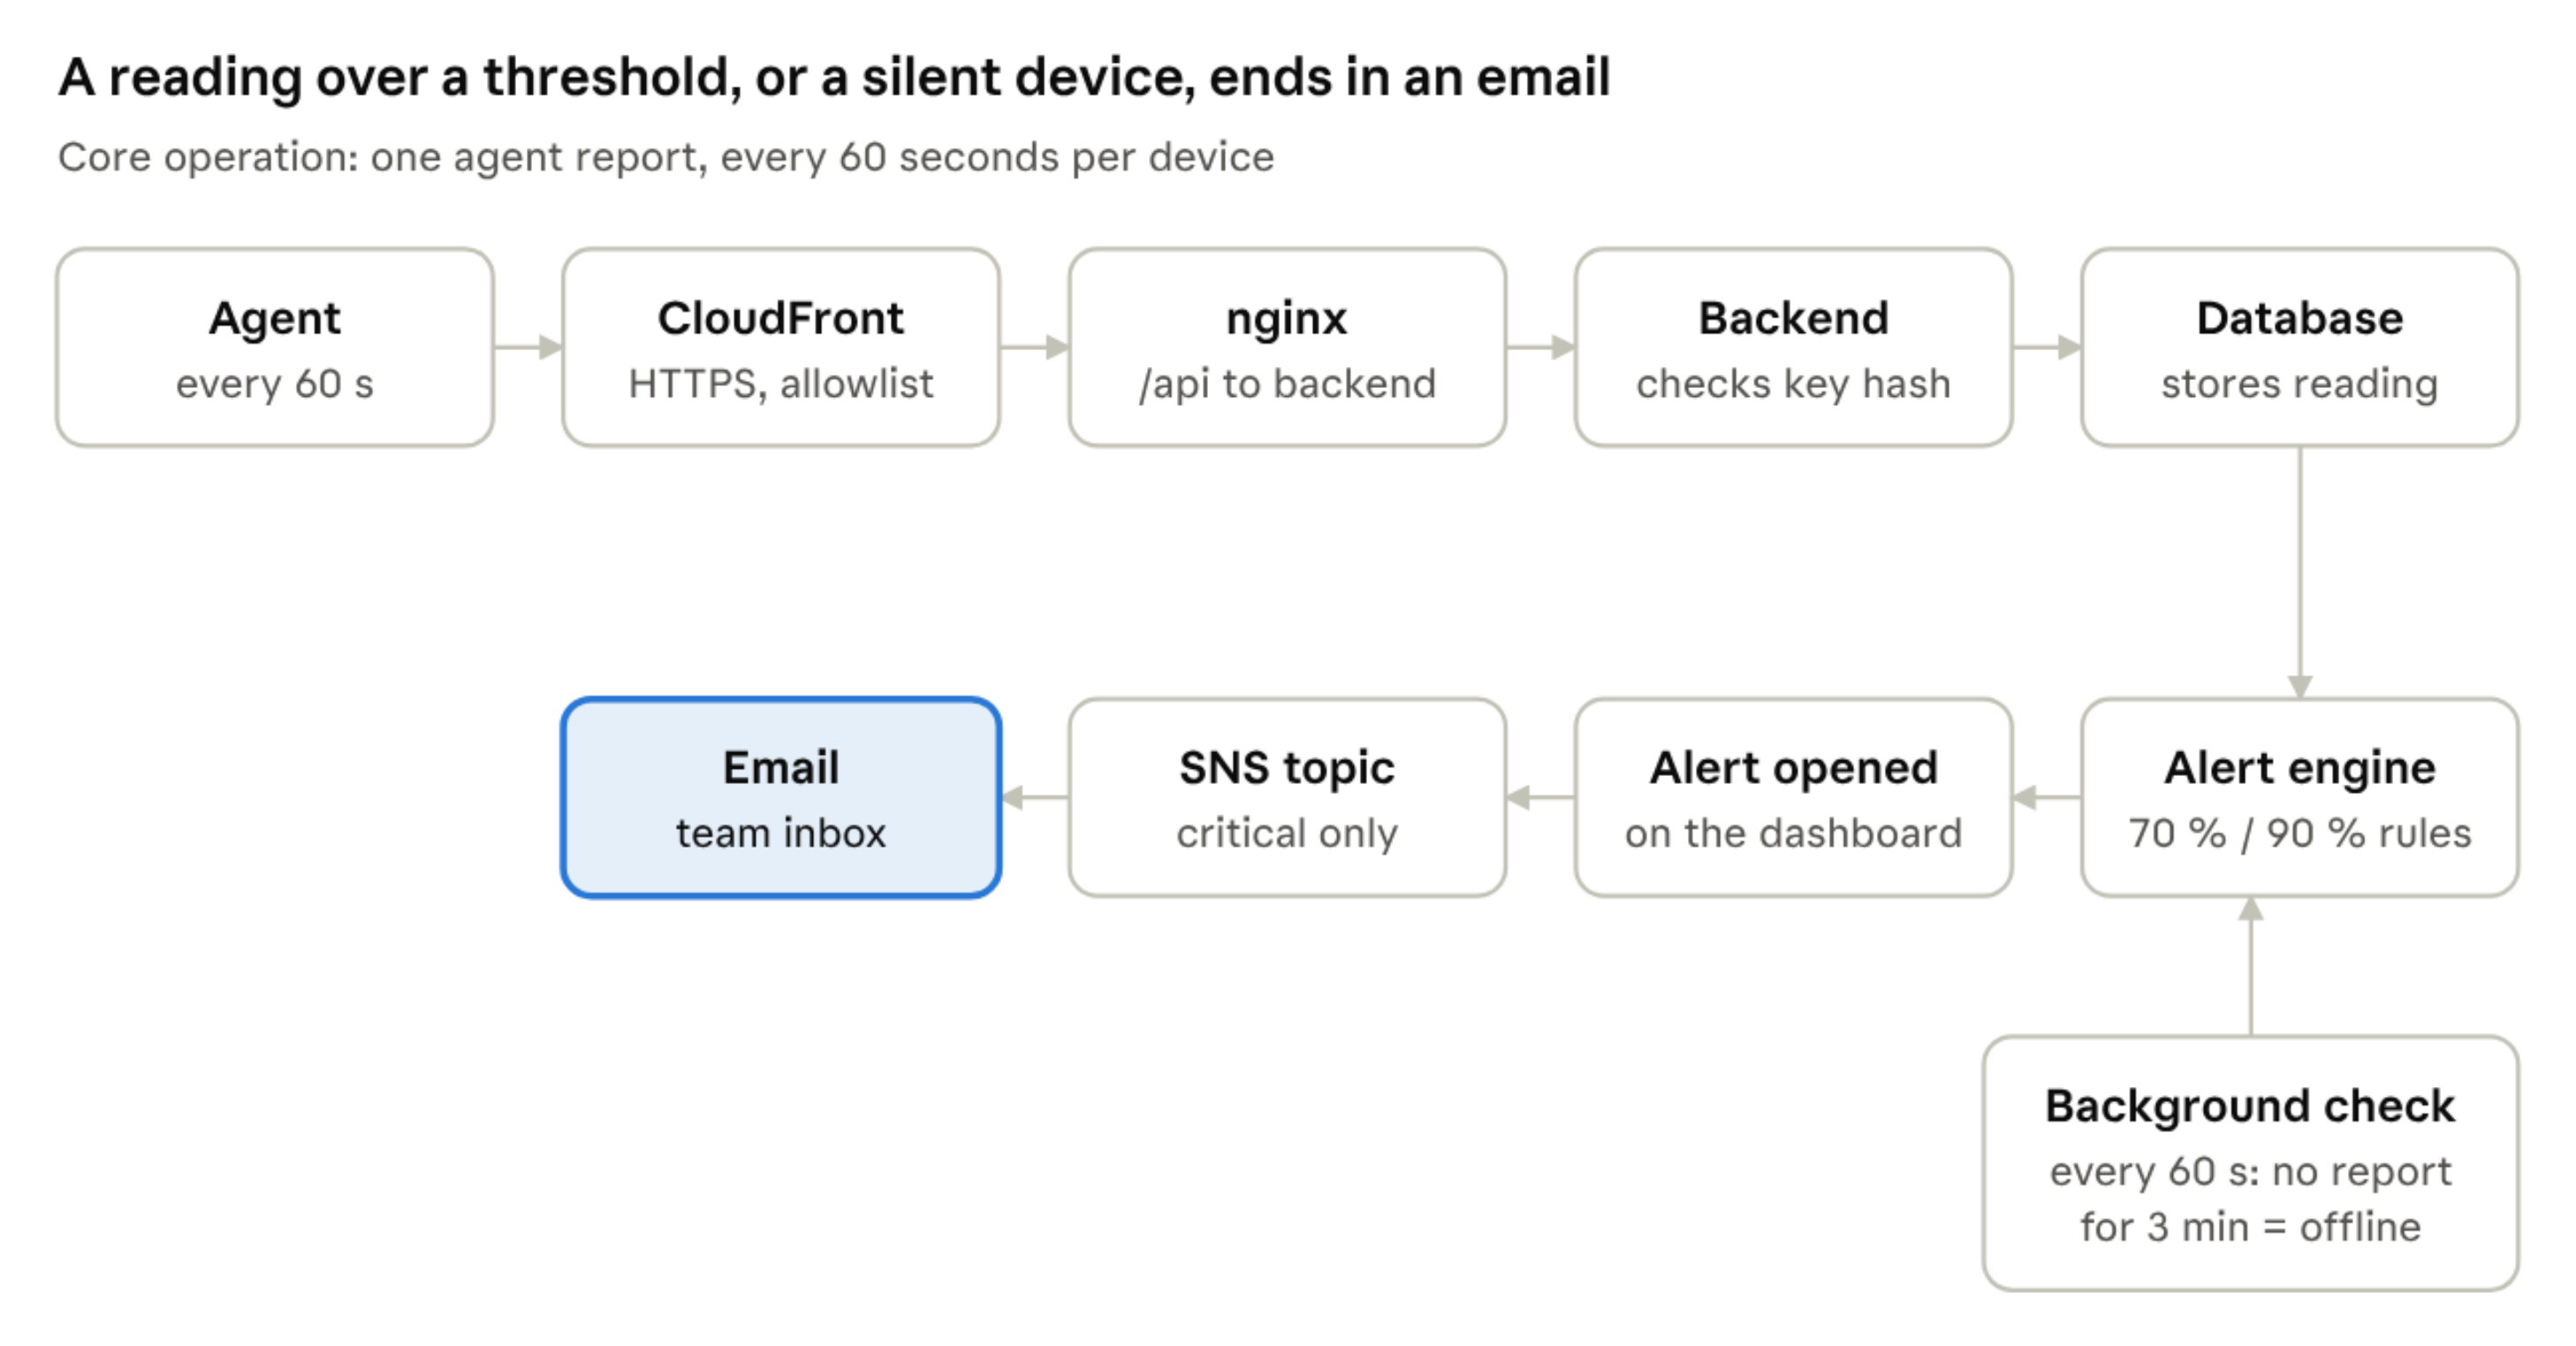 A reading over a threshold, or a silent device, ends in an email
Core operation: one agent report, every 60 seconds per device
Agent
every 60 s
CloudFront
HTTPS, allowlist
nginx
/api to backend
Backend
checks key hash
Database
stores reading
Email
team inbox
SNS topic
critical only
Alert opened
on the dashboard
Alert engine
70 % / 90 % rules
Background check
every 60 s: no report
for 3 min = offline